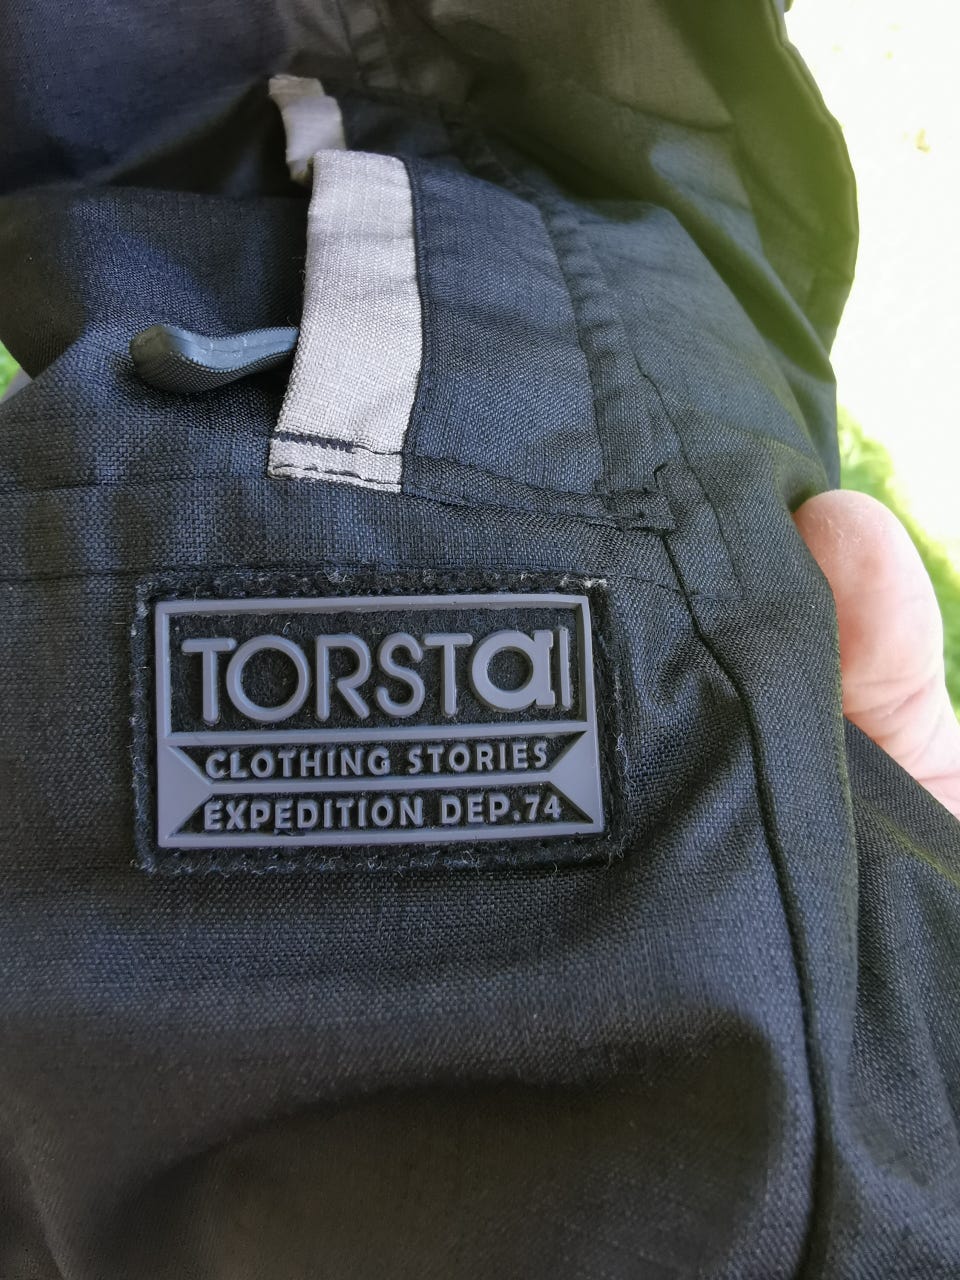 TORSTaI
CLOTHING STORIES
EXPEDITION DEP.74